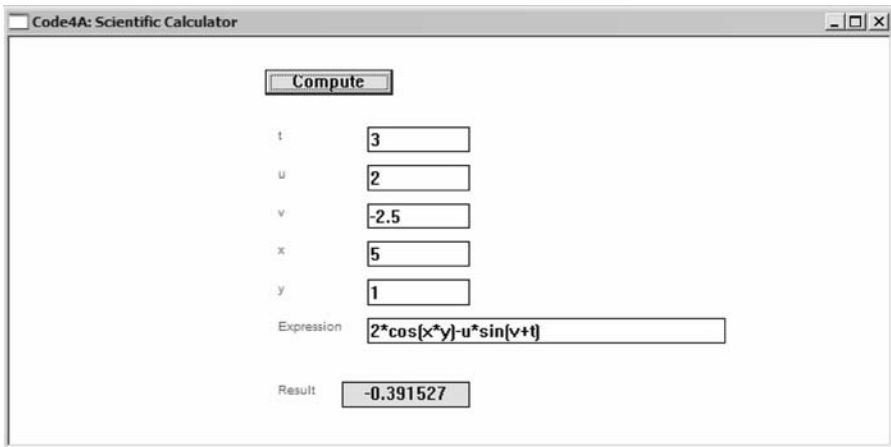 Code4A: Scientific Calculator
Compute
t 3
u 2
v -2.5
x 5
y 1
Expression 2*cos(x*y)-u*sin(v+t)
Result -0.391527